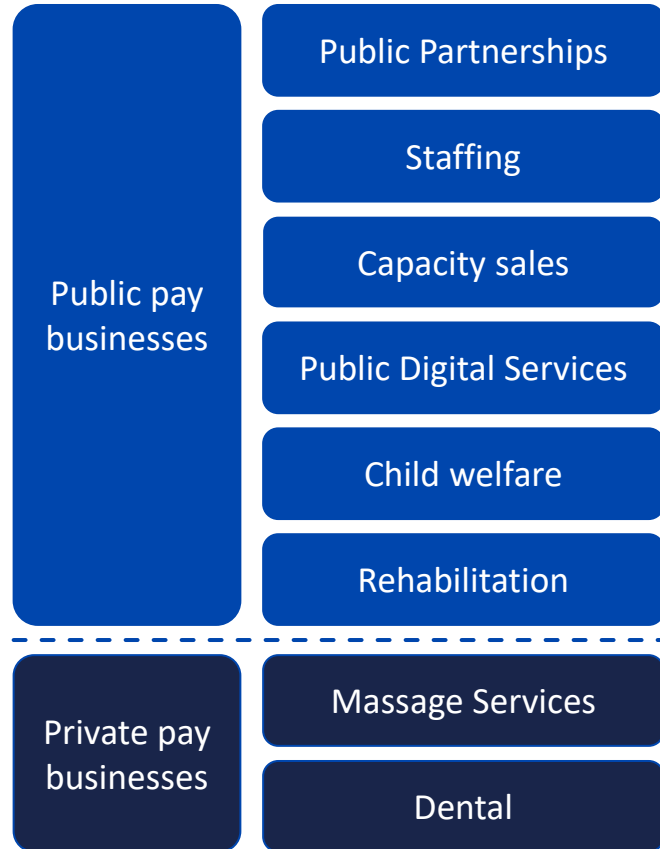 Public pay
businesses
Public Partnerships
Staffing
Capacity sales
Public Digital Services
Child welfare
Rehabilitation
Private pay
businesses
Massage Services
Dental